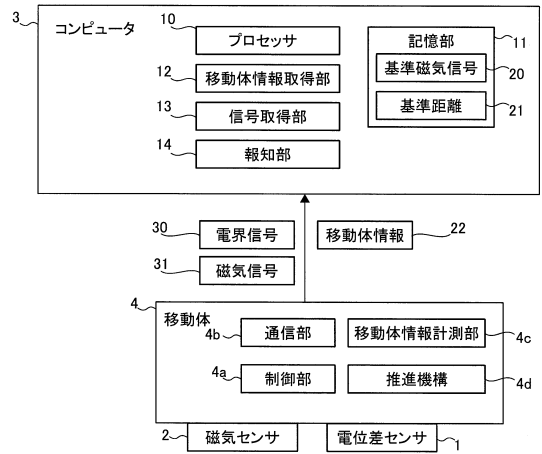 3
コンピュータ
10
プロセッサ
12
移動体情報取得部
13
信号取得部
14
報知部
記憶部
11
基準磁気信号
20
基準距離
21
30
電界信号
移動体情報
22
31
磁気信号
4
移動体
4b
通信部
移動体情報計測部
4c
4a
制御部
推進機構
4d
2
磁気センサ
電位差センサ
1